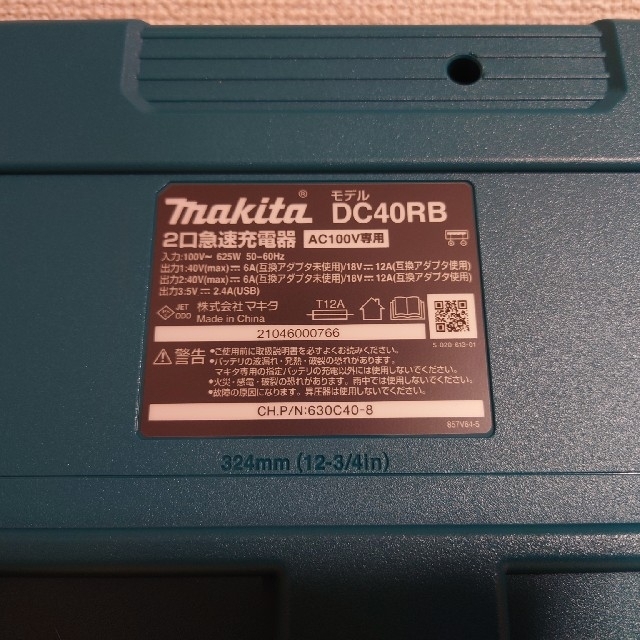 makita® モデル DC40RB
2口急速充電器 AC100V専用
入力:100V～ 625W 50-60Hz
出力1:40V(max)⎓6A(互換アダプタ未使用)/18V⎓12A(互換アダプタ使用)
出力2:40V(max)⎓6A(互換アダプタ未使用)/18V⎓12A(互換アダプタ使用)
出力3:5V⎓2.4A(USB)
JET
ODO
株式会社マキタ
Made in China
T12A
21046000766
警告
•ご使用前に取扱説明書を必ずよくお読みください。
•バッテリの液漏れ・発熱・破裂の恐れがあります。
マキタ専用の指定バッテリの充電以外には使用しないでください。
•火災・感電・破裂の恐れがあります。雨中では使用しないでください。
•故障の原因になります。昇圧器は使用しないでください。
CH.P/N:630C40-8
857V84-5
324mm (12-3/4in)